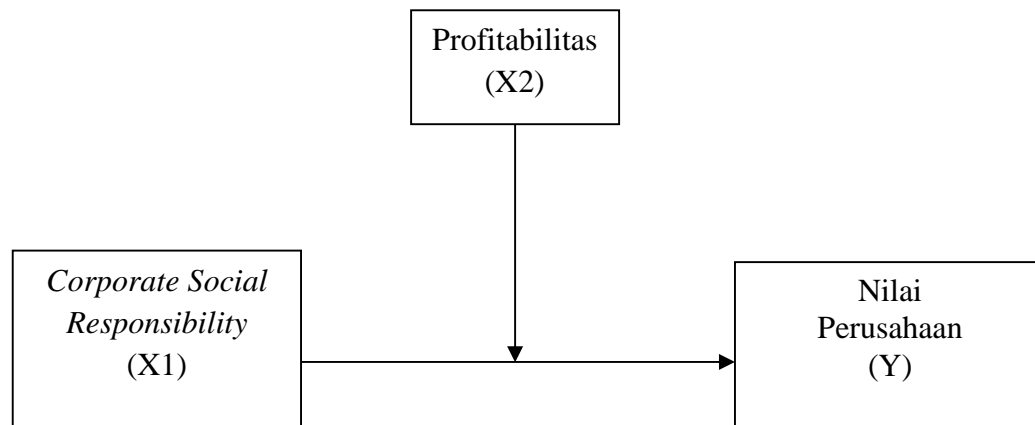 Profitabilitas
(X2)
Corporate Social
Responsibility
(X1)
Nilai
Perusahaan
(Y)